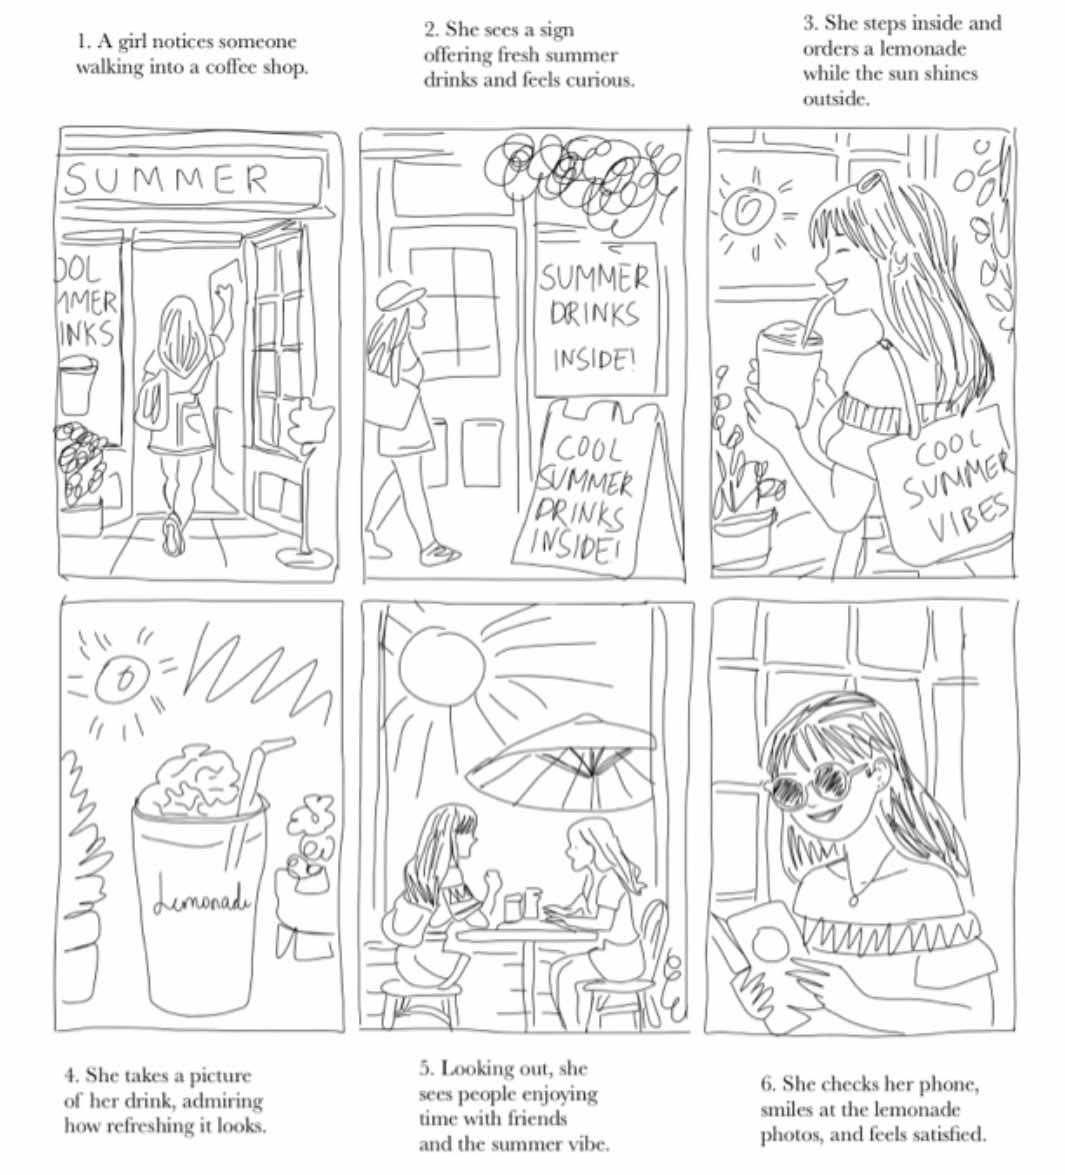 1. A girl notices someone
walking into a coffee shop.
2. She sees a sign
offering fresh summer
drinks and feels curious.
3. She steps inside and
orders a lemonade
while the sun shines
outside.
SUMMER
OOL
MMER
INKS
SUMMER
DRINKS
INSIDE!
COOL
SUMMER
DRINKS
INSIDE!
COOL
SUMMER
VIBES
Lemonade
4. She takes a picture
of her drink, admiring
how refreshing it looks.
5. Looking out, she
sees people enjoying
time with friends
and the summer vibe.
6. She checks her phone,
smiles at the lemonade
photos, and feels satisfied.